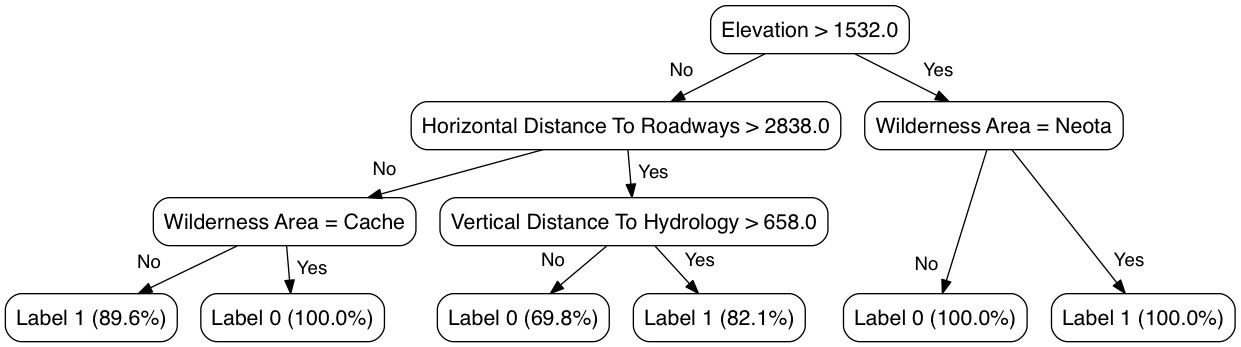 Elevation > 1532.0
No
Yes
Horizontal Distance To Roadways > 2838.0
Wilderness Area = Neota
No
Yes
Wilderness Area = Cache
Vertical Distance To Hydrology > 658.0
No
Yes
No
Yes
No
Yes
Label 1 (89.6%)
Label 0 (100.0%)
Label 0 (69.8%)
Label 1 (82.1%)
Label 0 (100.0%)
Label 1 (100.0%)